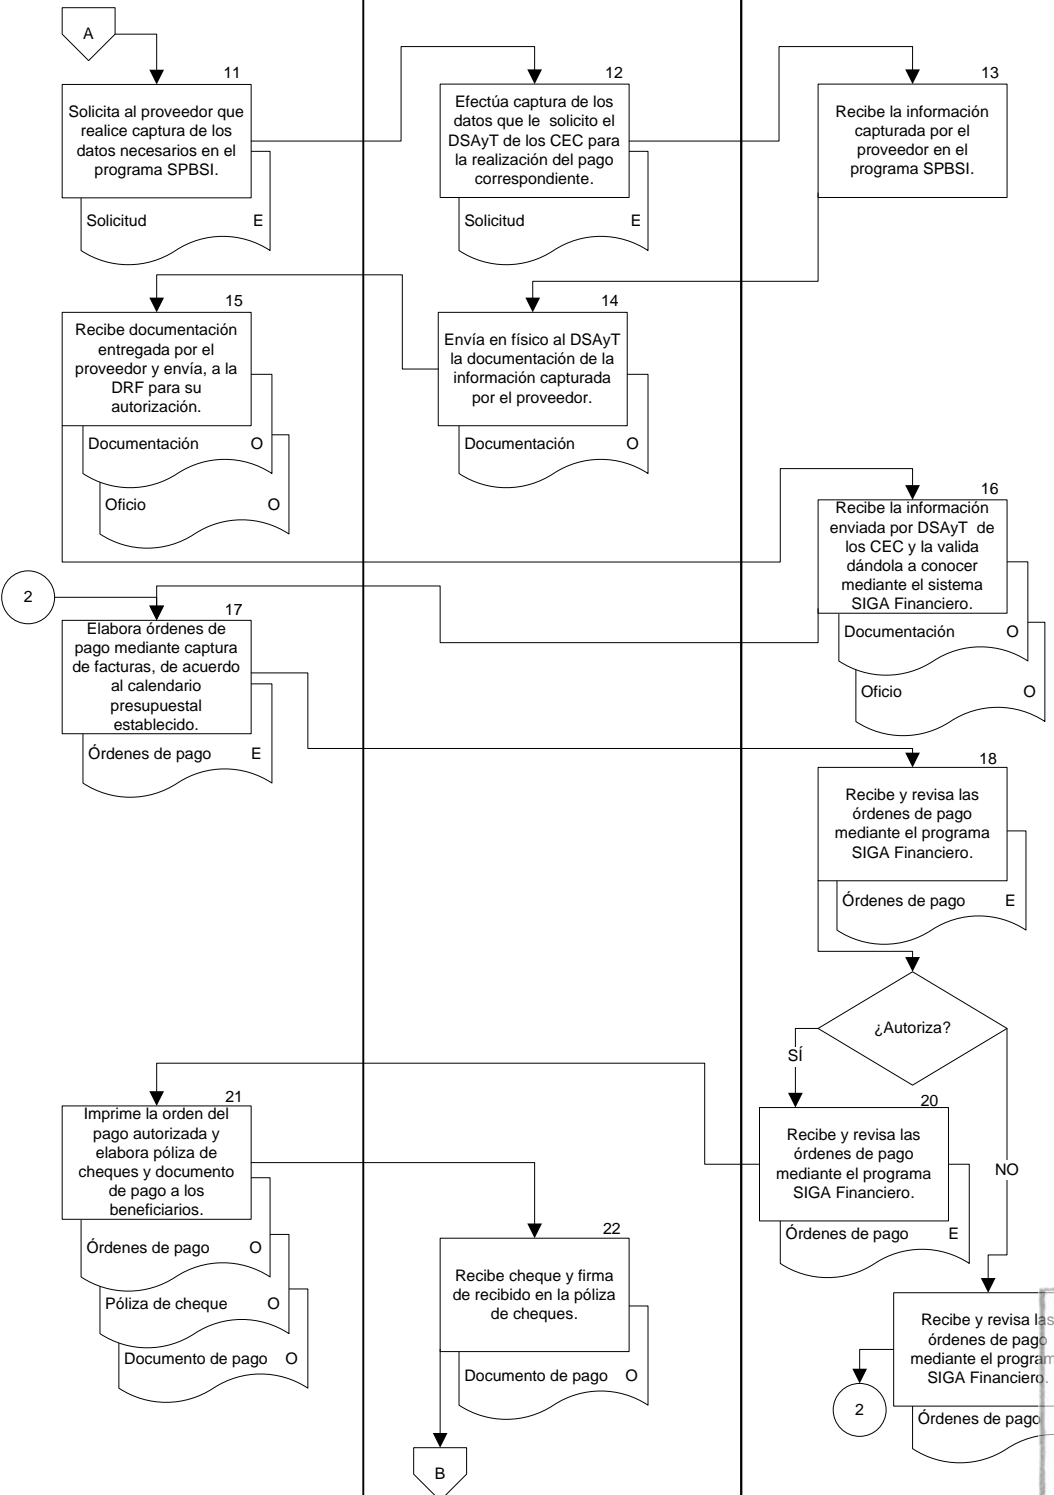 A
11
Solicita al proveedor que
realice captura de los
datos necesarios en el
programa SPBSI.
Solicitud E
12
Efectúa captura de los
datos que le solicito el
DSAyT de los CEC para
la realización del pago
correspondiente.
Solicitud E
13
Recibe la información
capturada por el
proveedor en el
programa SPBSI.
15
Recibe documentación
entregada por el
proveedor y envía, a la
DRF para su
autorización.
Documentación O
Oficio O
14
Envía en físico al DSAyT
la documentación de la
información capturada
por el proveedor.
Documentación O
16
Recibe la información
enviada por DSAyT de
los CEC y la valida
dándola a conocer
mediante el sistema
SIGA Financiero.
Documentación O
Oficio O
2
17
Elabora órdenes de
pago mediante captura
de facturas, de acuerdo
al calendario
presupuestal
establecido.
Órdenes de pago E
18
Recibe y revisa las
órdenes de pago
mediante el programa
SIGA Financiero.
Órdenes de pago E
¿Autoriza?
SÍ
NO
20
Recibe y revisa las
órdenes de pago
mediante el programa
SIGA Financiero.
Órdenes de pago E
21
Imprime la orden del
pago autorizada y
elabora póliza de
cheques y documento
de pago a los
beneficiarios.
Órdenes de pago O
Póliza de cheque O
Documento de pago O
22
Recibe cheque y firma
de recibido en la póliza
de cheques.
Documento de pago O
B
Recibe y revisa las
órdenes de pago
mediante el program
SIGA Financiero.
Órdenes de pago
2